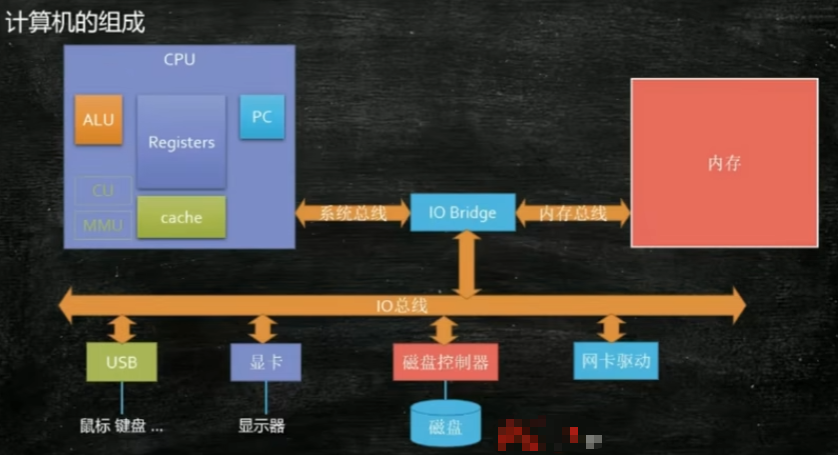 计算机的组成
CPU
ALU
Registers
PC
CU
MMU
cache
系统总线
IO Bridge
内存总线
内存
IO总线
USB
显卡
磁盘控制器
网卡驱动
鼠标 键盘 ...
显示器
磁盘